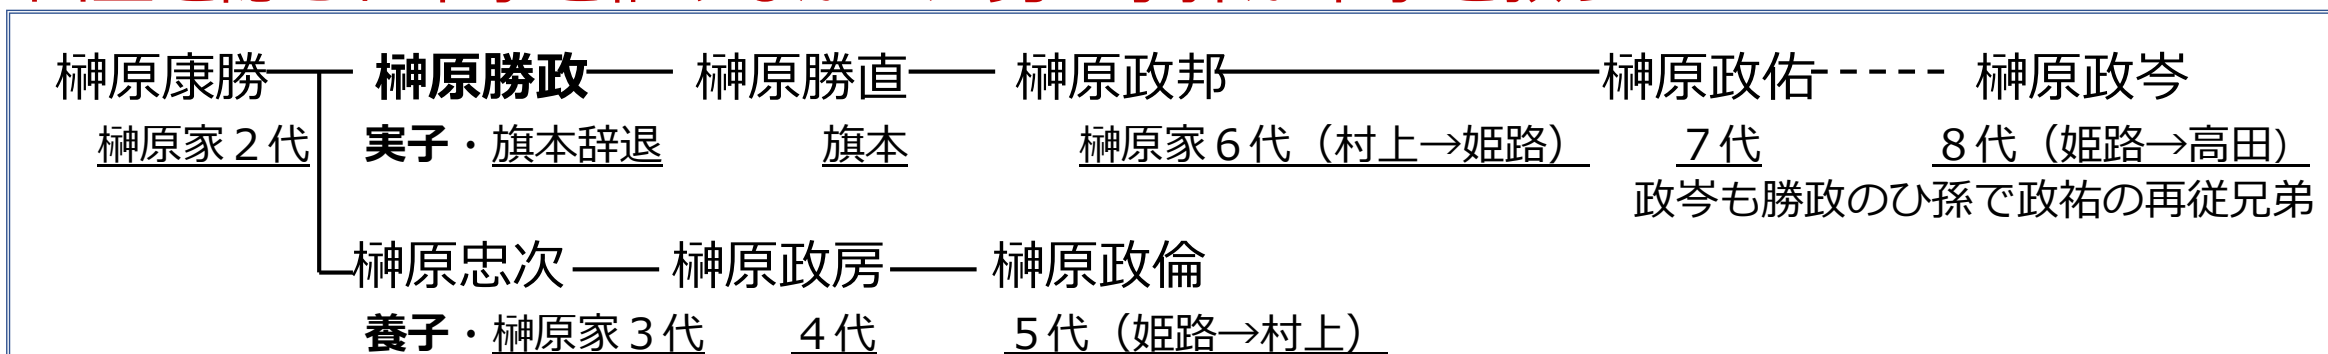 榊原康勝 榊原勝政 榊原勝直 榊原政邦 榊原政佑 榊原政岑
榊原家２代 実子・旗本辞退 旗本 榊原家６代（村上→姫路） ７代 ８代（姫路→高田）
政岑も勝政のひ孫で政祐の再従兄弟
榊原忠次 榊原政房 榊原政倫
養子・榊原家３代 ４代 ５代（姫路→村上）